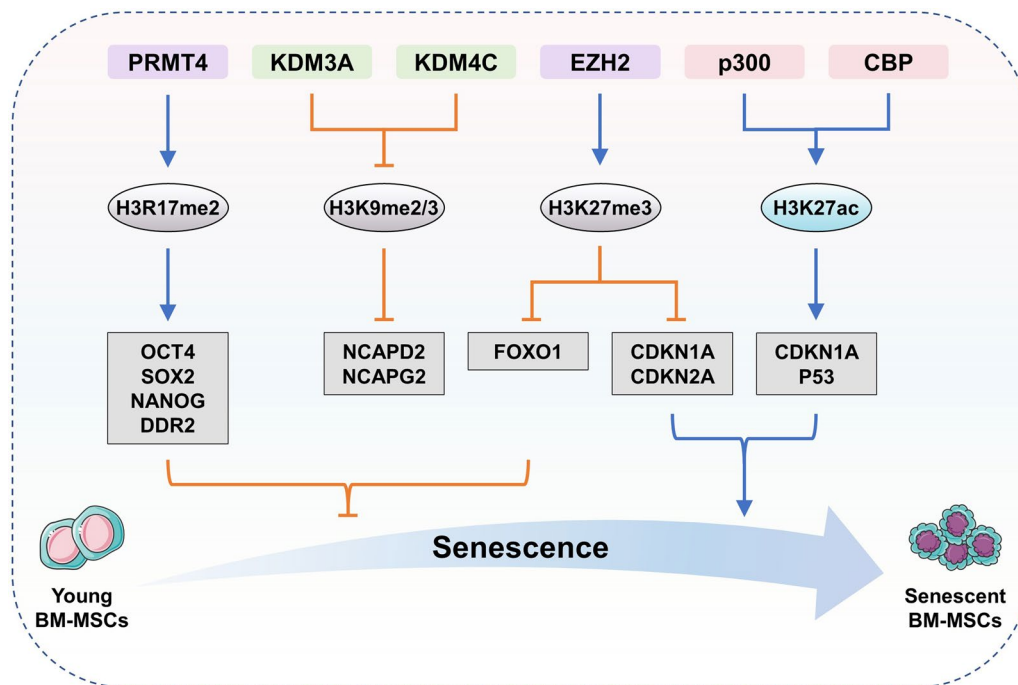 PRMT4
KDM3A
KDM4C
EZH2
p300
CBP
H3R17me2
H3K9me2/3
H3K27me3
H3K27ac
OCT4
SOX2
NANOG
DDR2
NCAPD2
NCAPG2
FOXO1
CDKN1A
CDKN2A
CDKN1A
P53
Senescence
Young
BM-MSCs
Senescent
BM-MSCs